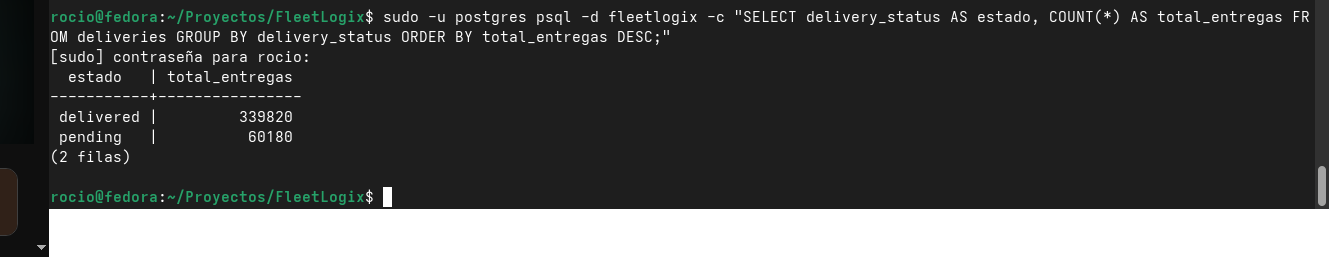 rocio@fedora:~/Proyectos/FleetLogix$ sudo -u postgres psql -d fleetlogix -c "SELECT delivery_status AS estado, COUNT(*) AS total_entregas FR
OM deliveries GROUP BY delivery_status ORDER BY total_entregas DESC;"
[sudo] contraseña para rocio:
  estado   | total_entregas
-----------+----------------
 delivered |         339820
 pending   |          60180
(2 filas)

rocio@fedora:~/Proyectos/FleetLogix$